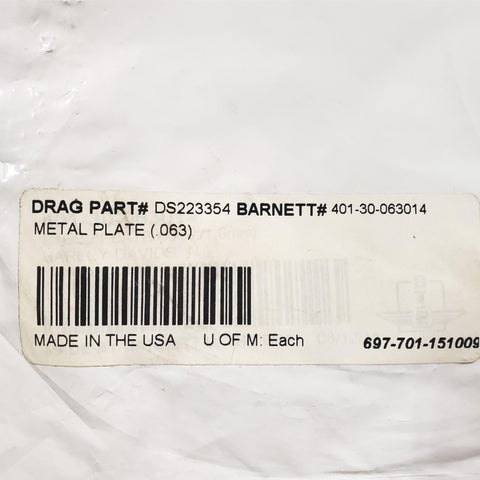 DRAG PART# DS223354 BARNETT# 401-30-063014
METAL PLATE (.063)
MADE IN THE USA U OF M: Each 697-701-151009